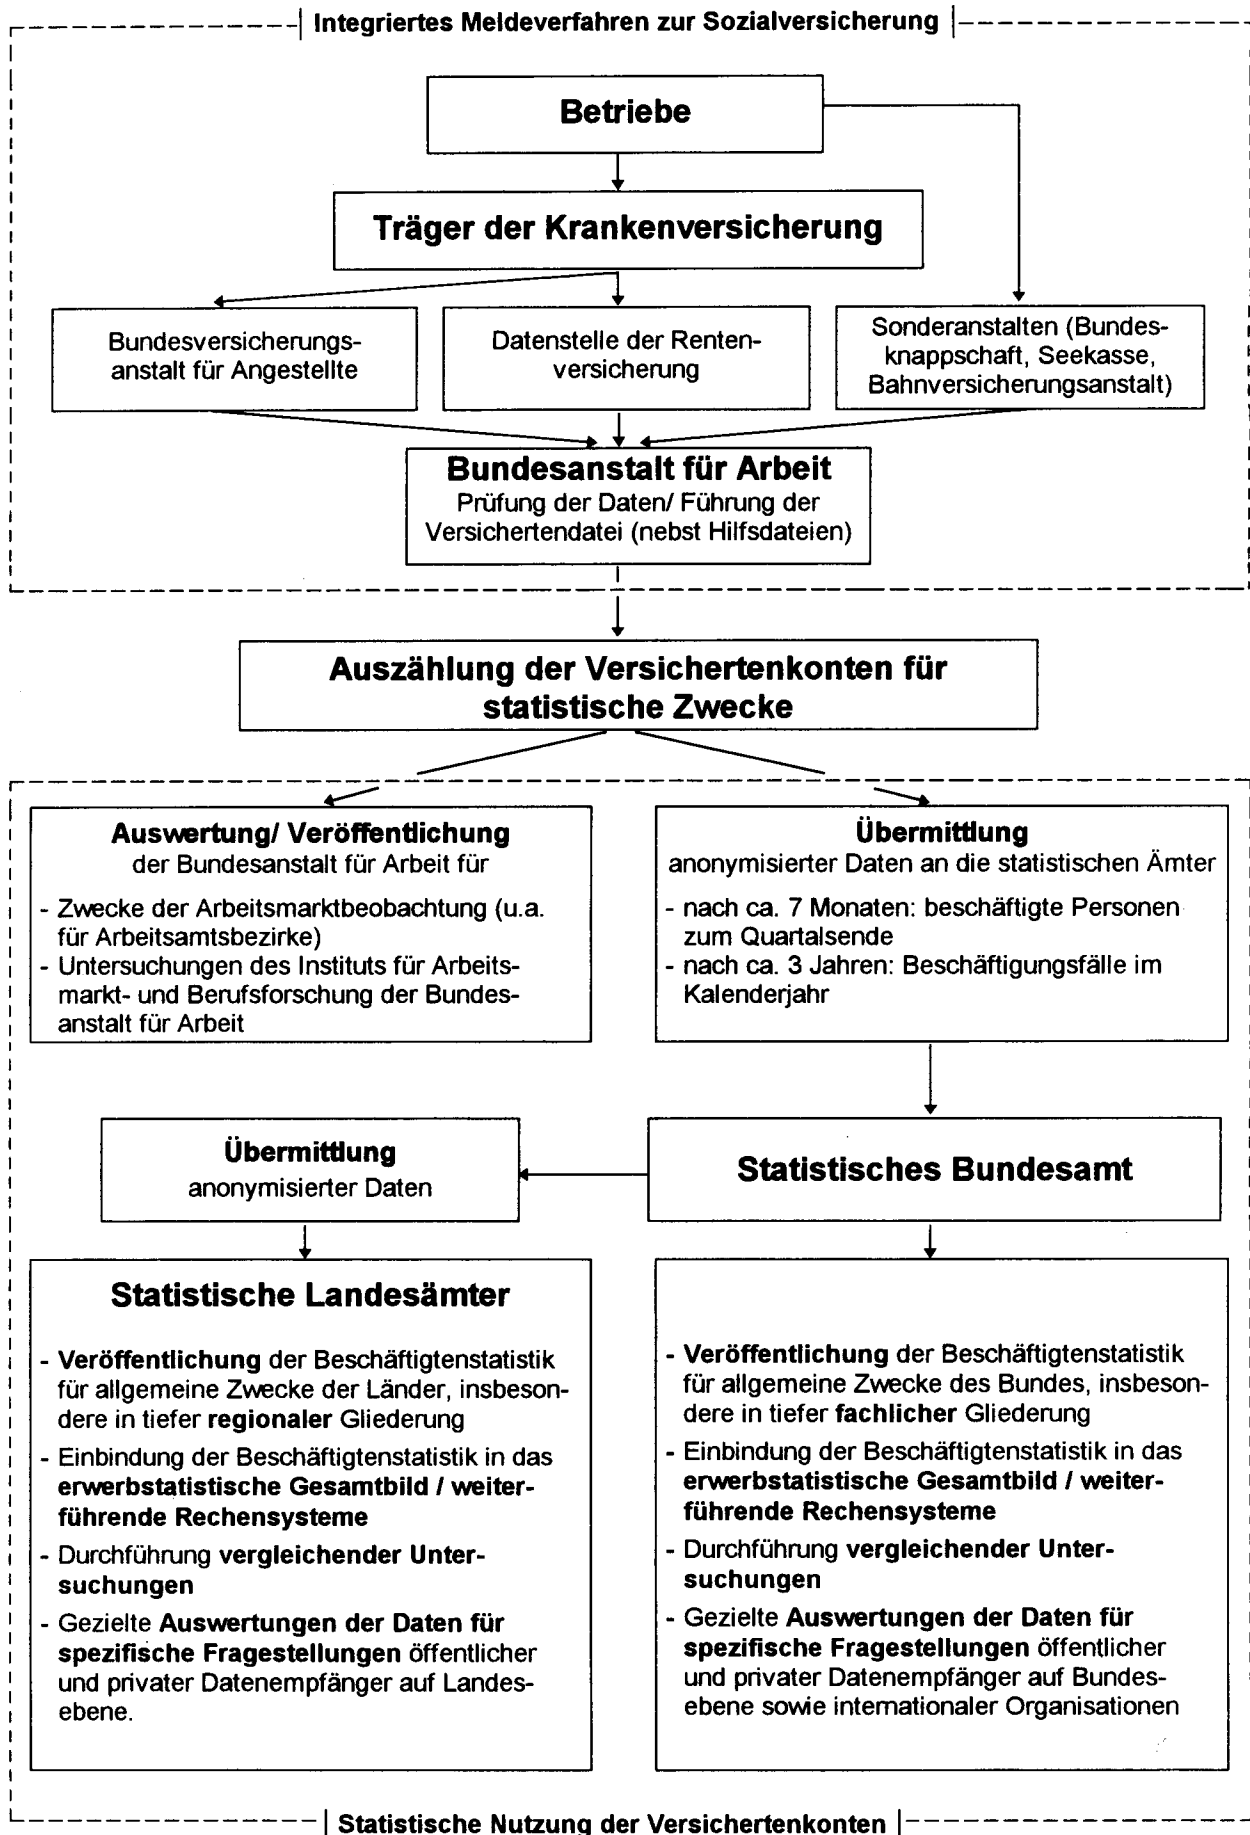 Integriertes Meldeverfahren zur Sozialversicherung
Betriebe
Träger der Krankenversicherung
Bundesversicherungs-
anstalt für Angestellte
Datenstelle der Renten-
versicherung
Sonderanstalten (Bundes-
knappschaft, Seekasse,
Bahnversicherungsanstalt)
Bundesanstalt für Arbeit
Prüfung der Daten/ Führung der
Versichertendatei (nebst Hilfsdateien)
Auszählung der Versichertenkonten für
statistische Zwecke
Auswertung/ Veröffentlichung
der Bundesanstalt für Arbeit für
- Zwecke der Arbeitsmarktbeobachtung (u.a.
für Arbeitsamtsbezirke)
- Untersuchungen des Instituts für Arbeits-
markt- und Berufsforschung der Bundes-
anstalt für Arbeit
Übermittlung
anonymisierter Daten an die statistischen Ämter
- nach ca. 7 Monaten: beschäftigte Personen
zum Quartalsende
- nach ca. 3 Jahren: Beschäftigungsfälle im
Kalenderjahr
Übermittlung
anonymisierter Daten
Statistisches Bundesamt
Statistische Landesämter
- Veröffentlichung der Beschäftigtenstatistik
für allgemeine Zwecke der Länder, insbeson-
dere in tiefer regionaler Gliederung
- Einbindung der Beschäftigtenstatistik in das
erwerbstatistische Gesamtbild / weiter-
führende Rechensysteme
- Durchführung vergleichender Unter-
suchungen
- Gezielte Auswertungen der Daten für
spezifische Fragestellungen öffentlicher
und privater Datenempfänger auf Landes-
ebene.
- Veröffentlichung der Beschäftigtenstatistik
für allgemeine Zwecke des Bundes, insbeson-
dere in tiefer fachlicher Gliederung
- Einbindung der Beschäftigtenstatistik in das
erwerbstatistische Gesamtbild / weiter-
führende Rechensysteme
- Durchführung vergleichender Unter-
suchungen
- Gezielte Auswertungen der Daten für
spezifische Fragestellungen öffentlicher
und privater Datenempfänger auf Bundes-
ebene sowie internationaler Organisationen
Statistische Nutzung der Versichertenkonten